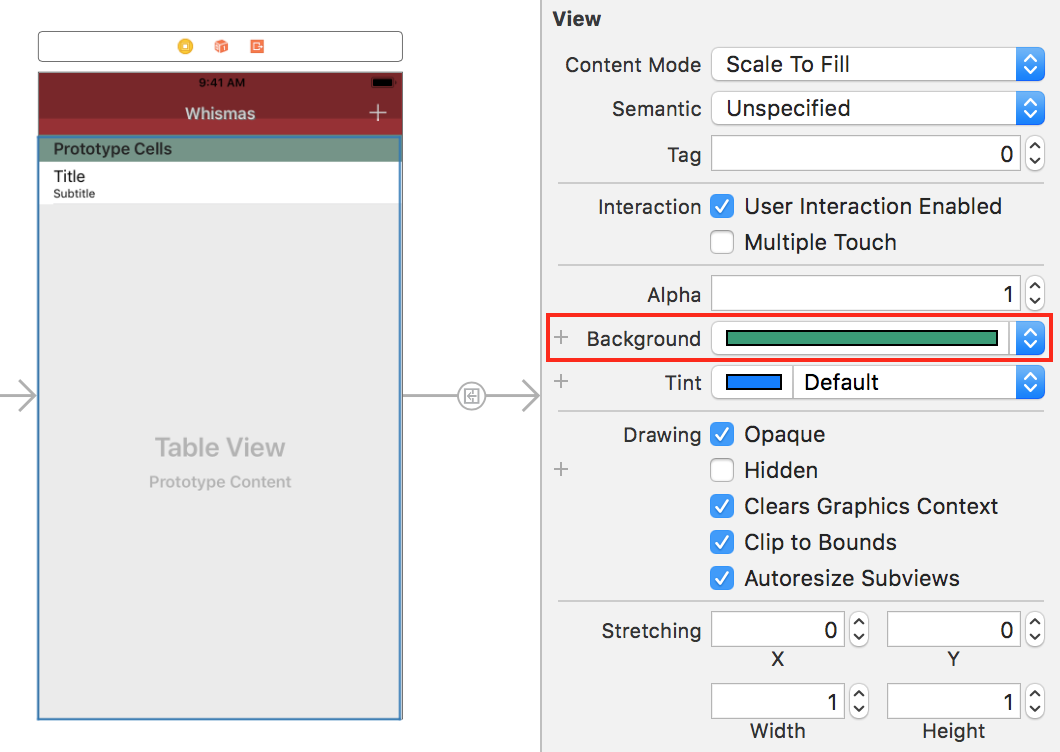 9:41 AM
Whismas
Prototype Cells
Title
Subtitle
Table View
Prototype Content
View
Content Mode Scale To Fill
Semantic Unspecified
Tag 0
Interaction User Interaction Enabled
Multiple Touch
Alpha 1
Background
Tint Default
Drawing Opaque
Hidden
Clears Graphics Context
Clip to Bounds
Autoresize Subviews
Stretching 0 0
X Y
1 1
Width Height